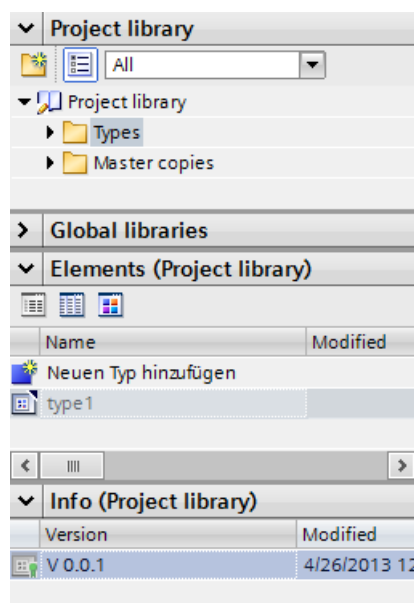 Project library
All
Project library
Types
Master copies
Global libraries
Elements (Project library)
Name Modified
Neuen Typ hinzufügen
type1
Info (Project library)
Version Modified
V 0.0.1 4/26/2013 12